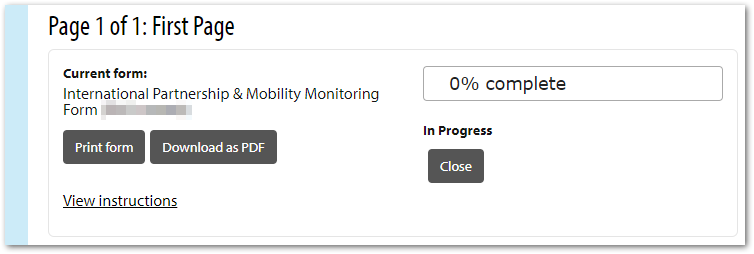 Page 1 of 1: First Page
Current form:
International Partnership & Mobility Monitoring
Form
Print form
Download as PDF
View instructions
0% complete
In Progress
Close